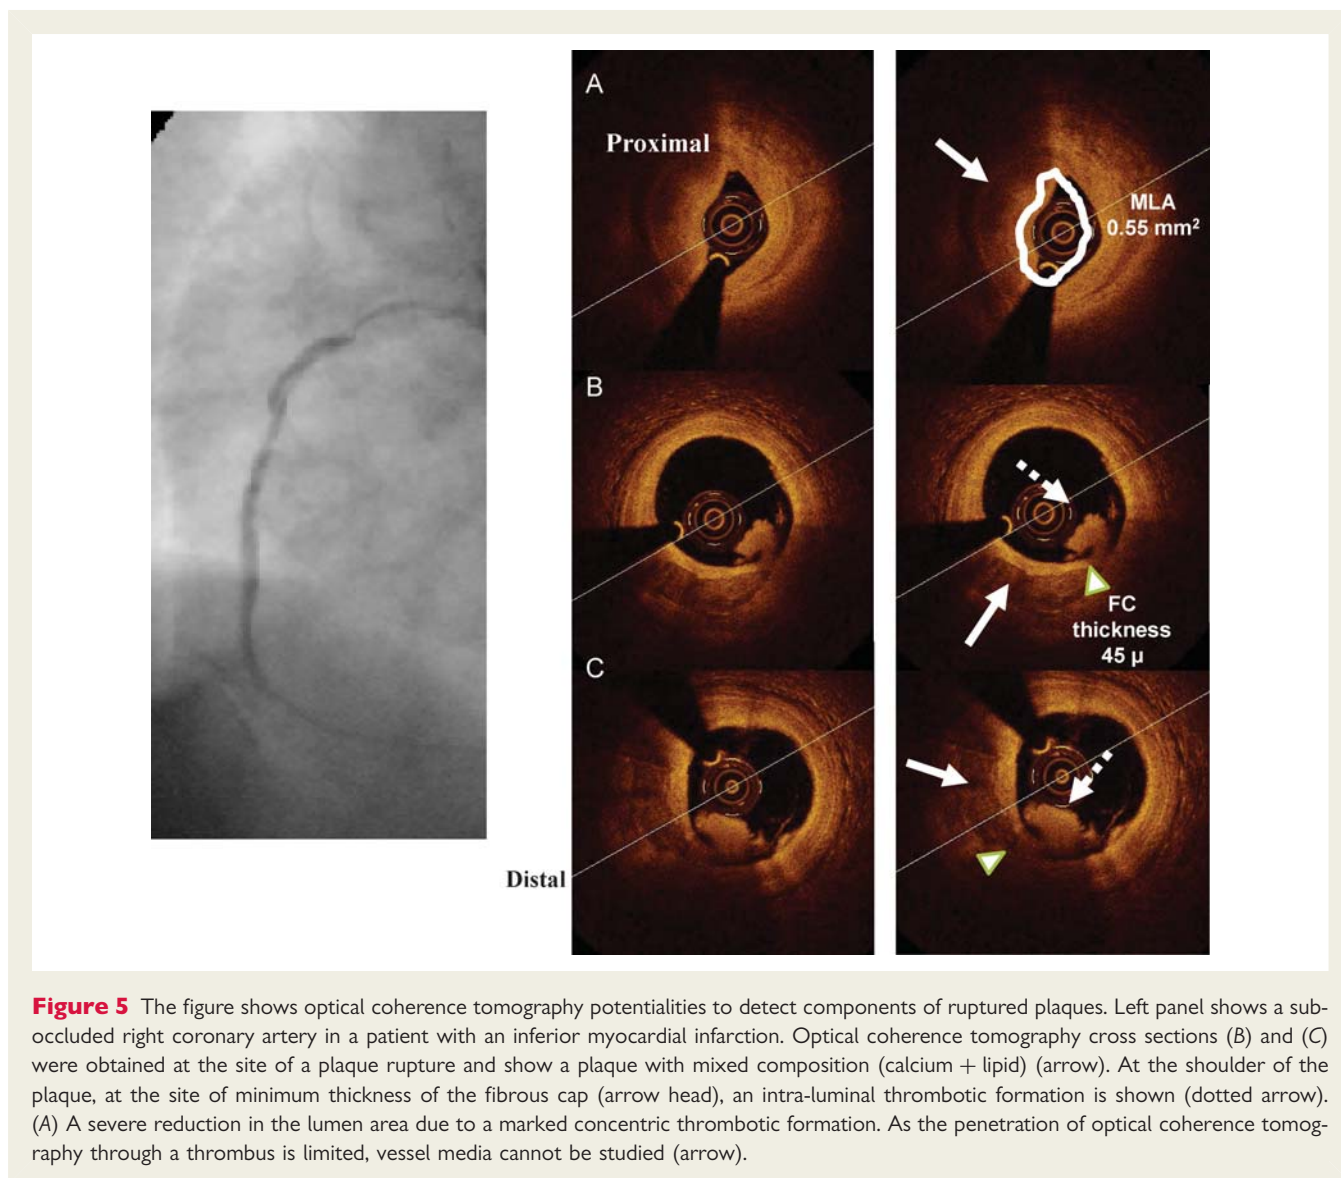 A
Proximal
MLA
0.55 mm²
B
FC
thickness
45 μ
C
Distal
Figure 5 The figure shows optical coherence tomography potentialities to detect components of ruptured plaques. Left panel shows a sub-
occluded right coronary artery in a patient with an inferior myocardial infarction. Optical coherence tomography cross sections (B) and (C)
were obtained at the site of a plaque rupture and show a plaque with mixed composition (calcium + lipid) (arrow). At the shoulder of the
plaque, at the site of minimum thickness of the fibrous cap (arrow head), an intra-luminal thrombotic formation is shown (dotted arrow).
(A) A severe reduction in the lumen area due to a marked concentric thrombotic formation. As the penetration of optical coherence tomog-
raphy through a thrombus is limited, vessel media cannot be studied (arrow).